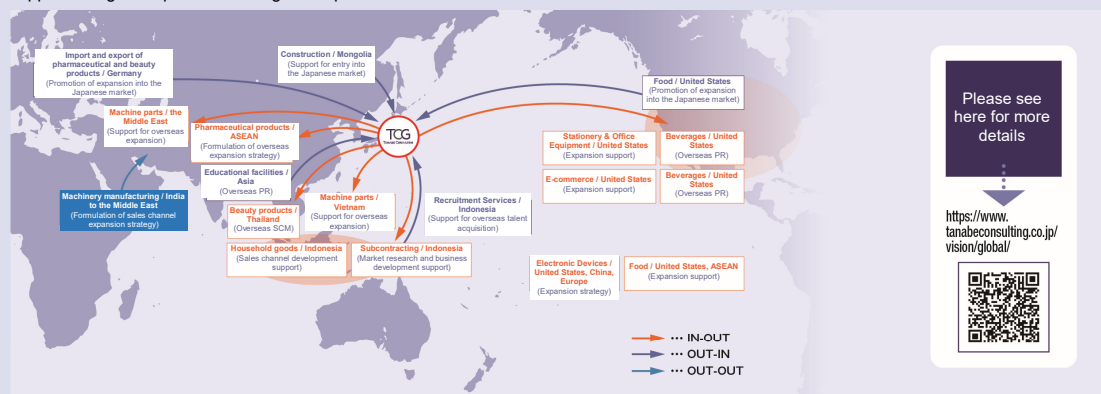 Import and export of
pharmaceutical and beauty
products / Germany
(Promotion of expansion into the
Japanese market)
Construction / Mongolia
(Support for entry into
the Japanese market)
Food / United States
(Promotion of expansion
into the Japanese market)
Machine parts / the
Middle East
(Support for overseas
expansion)
Pharmaceutical products /
ASEAN
(Formulation of overseas
expansion strategy)
TCG
Stationery & Office
Equipment / United States
(Expansion support)
Beverages / United
States
(Overseas PR)
Educational facilities /
Asia
(Overseas PR)
E-commerce / United States
(Expansion support)
Beverages / United
States
(Overseas PR)
Machinery manufacturing / India
to the Middle East
(Formulation of sales channel
expansion strategy)
Beauty products /
Thailand
(Overseas SCM)
Machine parts /
Vietnam
(Support for overseas
expansion)
Recruitment Services /
Indonesia
(Support for overseas talent
acquisition)
Household goods / Indonesia
(Sales channel development
support)
Subcontracting / Indonesia
(Market research and business
development support)
Electronic Devices /
United States, China,
Europe
(Expansion strategy)
Food / United States, ASEAN
(Expansion support)
••• IN-OUT
••• OUT-IN
••• OUT-OUT
Please see
here for more
details
https://www.
tanabeconsulting.co.jp/
vision/global/